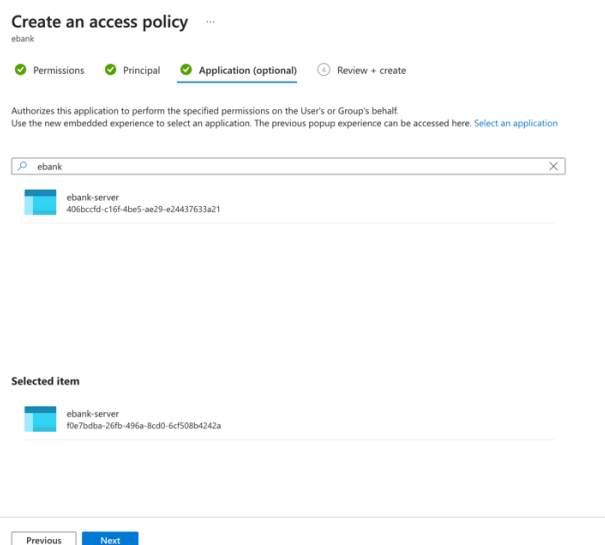 Create an access policy ...
ebank
Permissions Principal Application (optional) 4 Review + create
Authorizes this application to perform the specified permissions on the User's or Group's behalf.
Use the new embedded experience to select an application. The previous popup experience can be accessed here. Select an application
ebank
ebank-server
406bccfd-c16f-4be5-ae29-e24437633a21
Selected item
ebank-server
f0e7bdba-26fb-496a-8cd0-6cf508b4242a
Previous Next